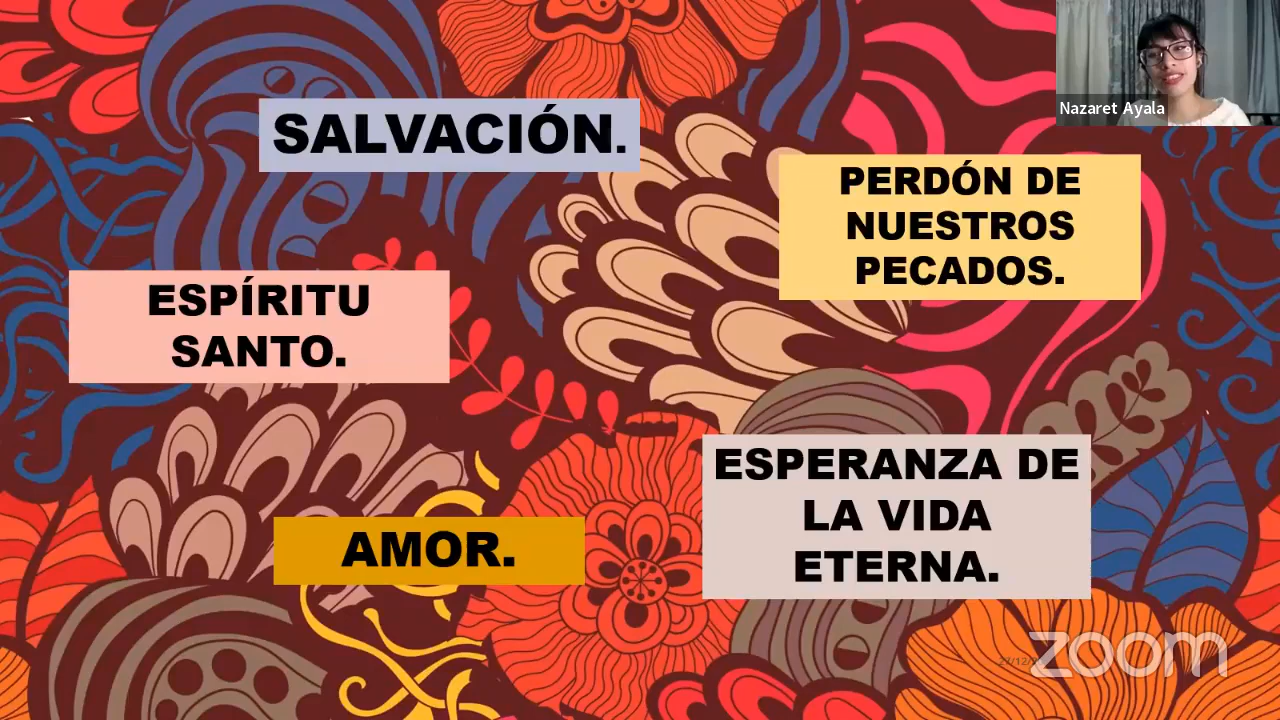 Nazaret Ayala
SALVACIÓN.
PERDÓN DE
NUESTROS
PECADOS.
ESPÍRITU
SANTO.
ESPERANZA DE
LA VIDA
ETERNA.
AMOR.
zoom